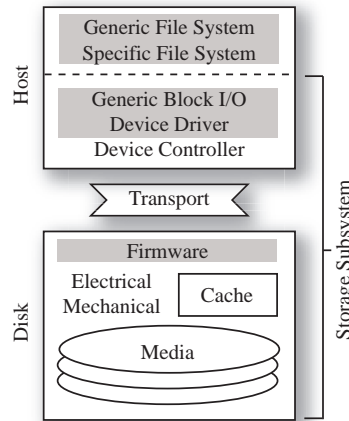 Generic File System
Specific File System
Host
Generic Block I/O
Device Driver
Device Controller
Transport
Storage Subsystem
Firmware
Electrical
Mechanical
Cache
Disk
Media